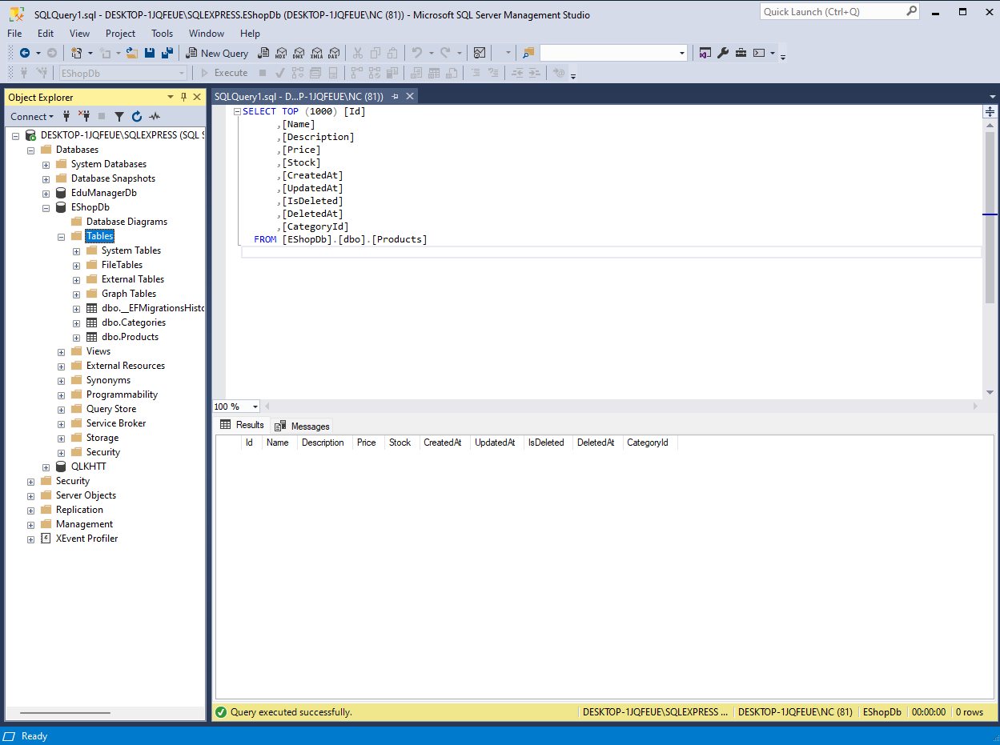 SQLQuery1.sql - DESKTOP-1JQFEUE\SQLEXPRESS.EShopDb (DESKTOP-1JQFEUE\NC (81)) - Microsoft SQL Server Management Studio
Quick Launch (Ctrl+Q)
File Edit View Project Tools Window Help
New Query MDX DMX XMLA DAX
EShopDb Execute
Object Explorer
Connect
DESKTOP-1JQFEUE\SQLEXPRESS (SQL S
Databases
System Databases
Database Snapshots
EduManagerDb
EShopDb
Database Diagrams
Tables
System Tables
FileTables
External Tables
Graph Tables
dbo.__EFMigrationsHisto
dbo.Categories
dbo.Products
Views
External Resources
Synonyms
Programmability
Query Store
Service Broker
Storage
Security
QLKHTT
Security
Server Objects
Replication
Management
XEvent Profiler
SQLQuery1.sql - D...P-1JQFEUE\NC (81))
SELECT TOP (1000) [Id]
,[Name]
,[Description]
,[Price]
,[Stock]
,[CreatedAt]
,[UpdatedAt]
,[IsDeleted]
,[DeletedAt]
,[CategoryId]
FROM [EShopDb].[dbo].[Products]
100 %
Results Messages
Id Name Description Price Stock CreatedAt UpdatedAt IsDeleted DeletedAt CategoryId
Query executed successfully. DESKTOP-1JQFEUE\SQLEXPRESS ... DESKTOP-1JQFEUE\NC (81) EShopDb 00:00:00 0 rows
Ready